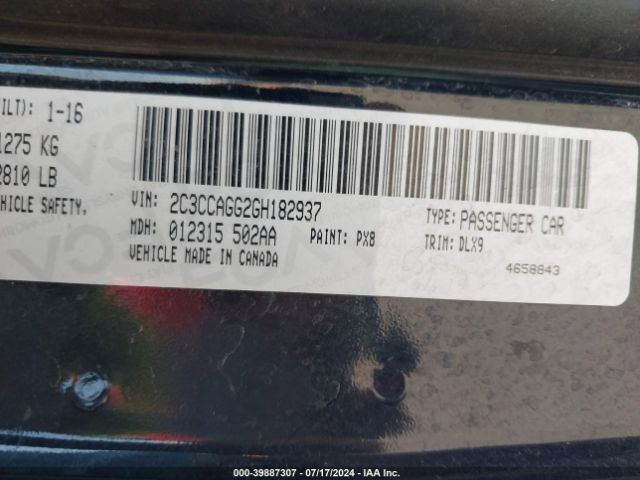 ILT): 1-16
1275 KG
2810 LB
EHICLE SAFETY,
VIN: 2C3CCAGG2GH182937
TYPE: PASSENGER CAR
MDH: 012315 502AA
PAINT: PX8
TRIM: DLX9
VEHICLE MADE IN CANADA
4658843
000-39887307 / 07/17/2024 - IAA Inc.